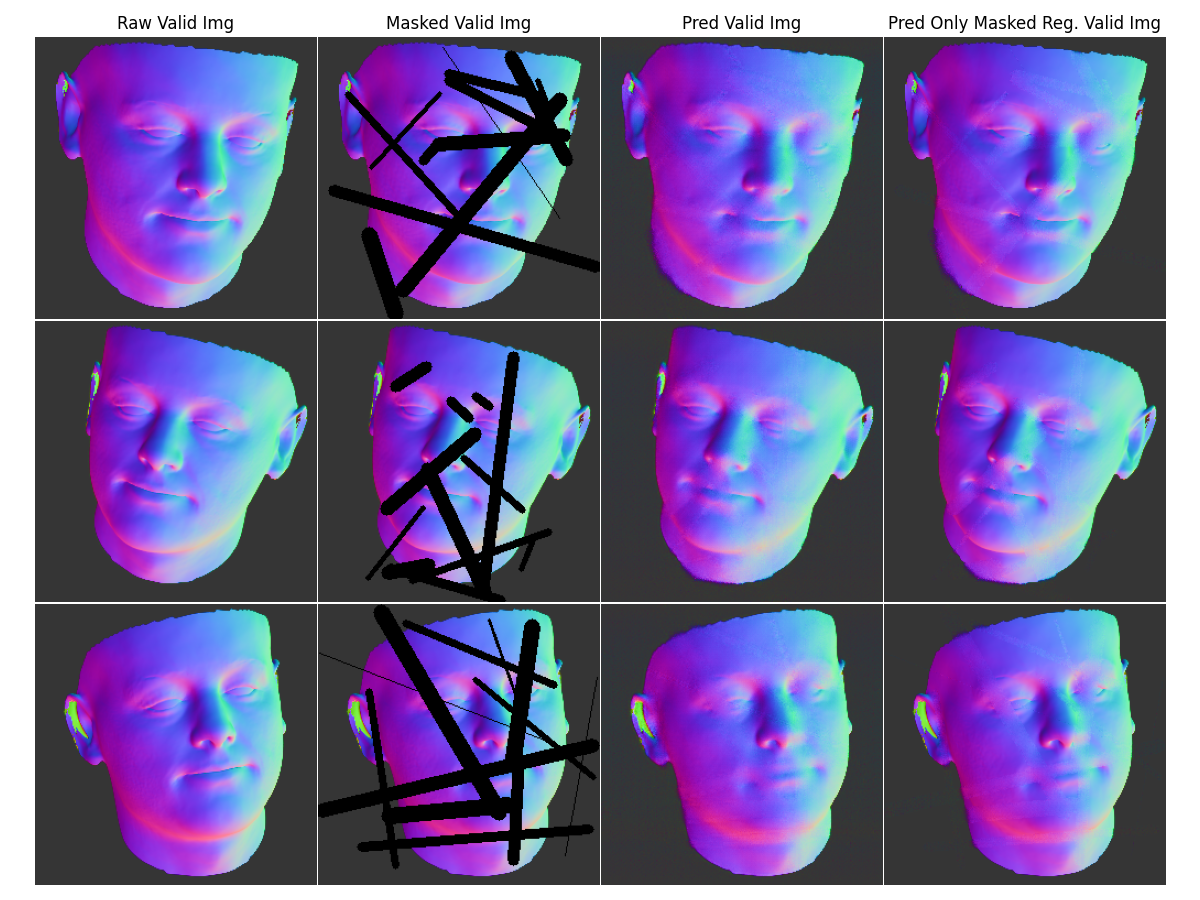 Raw Valid Img
Masked Valid Img
Pred Valid Img
Pred Only Masked Reg. Valid Img